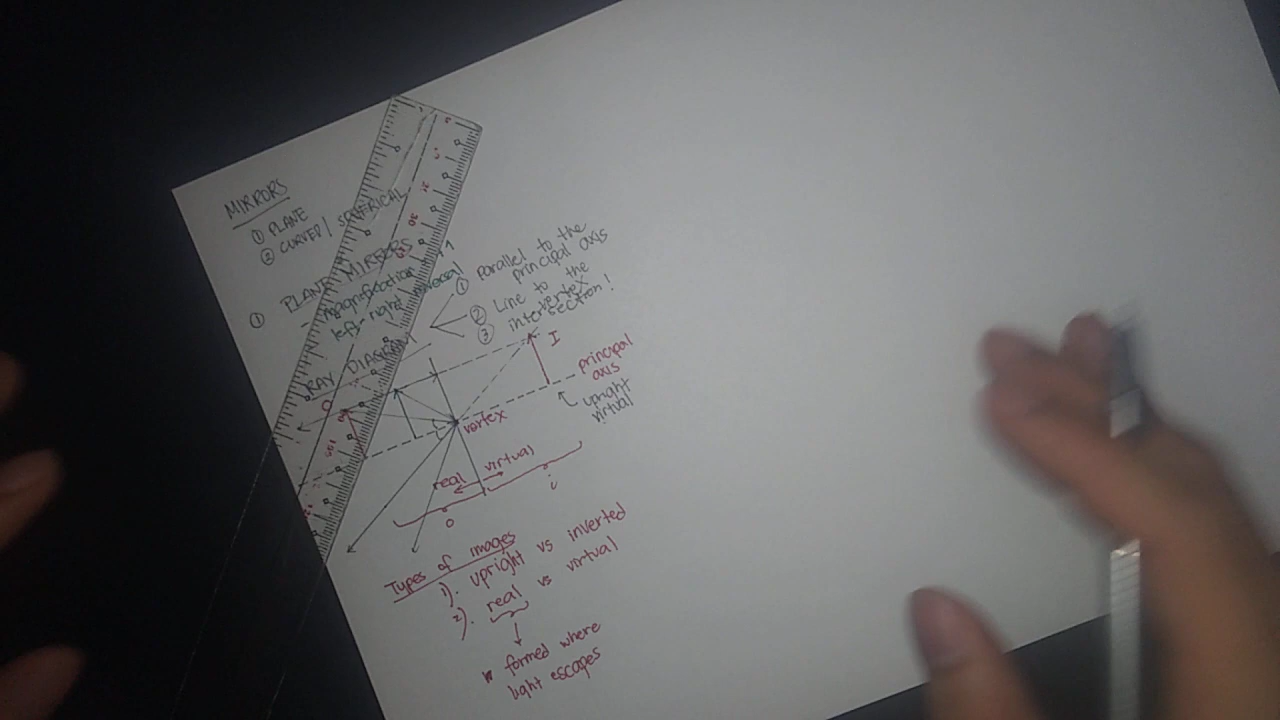 MIRRORS
① PLANE
② CURVED / SPHERICAL
① PLANE MIRRORS
- magnification
left-right reversal
RAY DIAGRAM
① Parallel to the
principal axis
② Line to the
vertex
③ intersection!
I
principal
axis
upright
virtual
O
vortex
real
virtual
o
i
Types of images
1). upright vs inverted
2). real vs virtual
formed where
light escapes